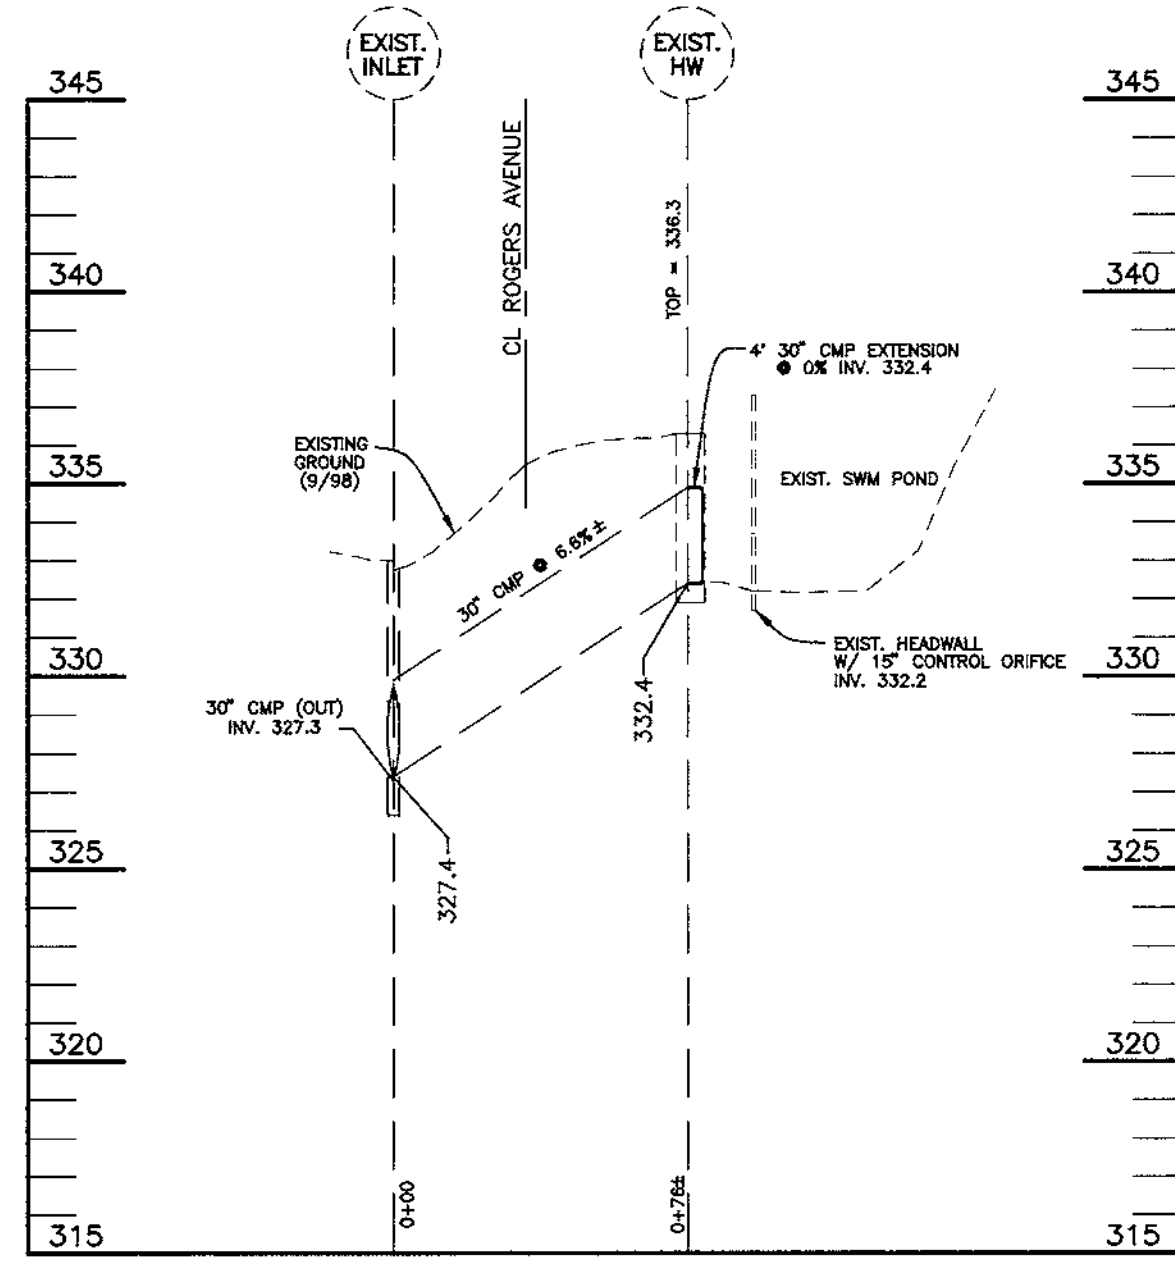 EXIST.
INLET
EXIST.
HW
345
345
CL ROGERS AVENUE
TOP = 336.3
340
340
4' 30" CMP EXTENSION
@ 0% INV. 332.4
EXISTING
GROUND
(9/98)
335
335
EXIST. SWM POND
30" CMP @ 6.6% ±
EXIST. HEADWALL
W/ 15" CONTROL ORIFICE
INV. 332.2
330
330
30" CMP (OUT)
INV. 327.3
332.4
327.4
325
325
320
320
0+00
0+76±
315
315